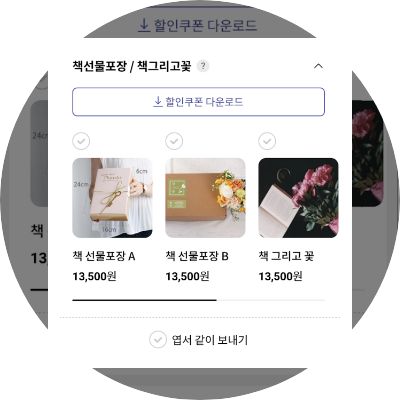 할인쿠폰 다운로드
책선물포장 / 책그리고꽃 ?
할인쿠폰 다운로드
24cm
6cm
16cm
책 선물포장 A
책 선물포장 B
책 그리고 꽃
13,500원
13,500원
13,500원
엽서 같이 보내기
24c
책
13,